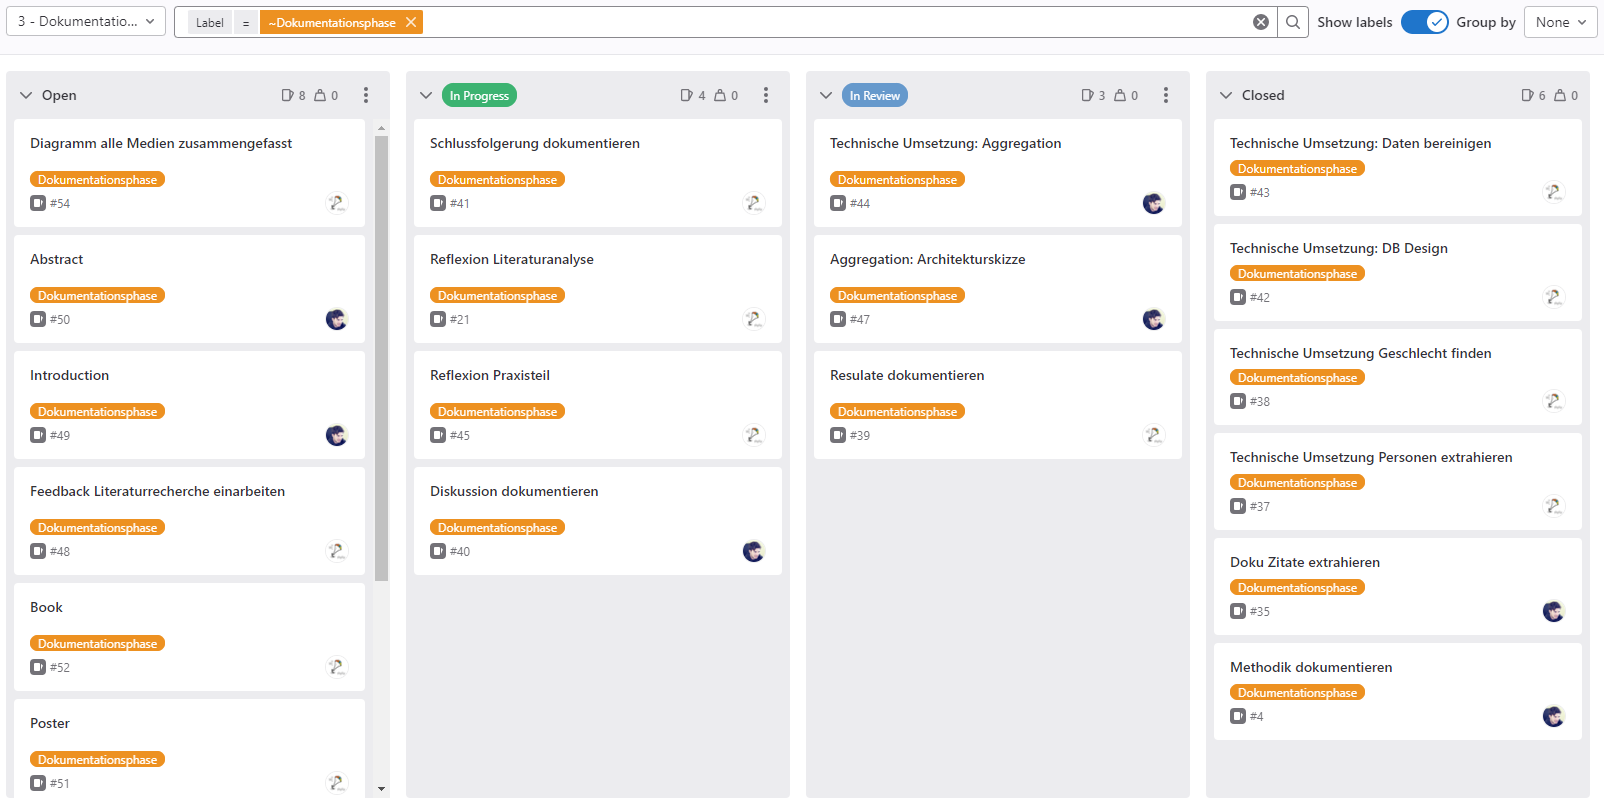 3 - Dokumentatio...
Label = ~Dokumentationsphase
Show labels
Group by
None
Open
8 0
Diagramm alle Medien zusammengefasst
Dokumentationsphase
#54
Abstract
Dokumentationsphase
#50
Introduction
Dokumentationsphase
#49
Feedback Literaturrecherche einarbeiten
Dokumentationsphase
#48
Book
Dokumentationsphase
#52
Poster
Dokumentationsphase
#51
In Progress
4 0
Schlussfolgerung dokumentieren
Dokumentationsphase
#41
Reflexion Literaturanalyse
Dokumentationsphase
#21
Reflexion Praxisteil
Dokumentationsphase
#45
Diskussion dokumentieren
Dokumentationsphase
#40
In Review
3 0
Technische Umsetzung: Aggregation
Dokumentationsphase
#44
Aggregation: Architekturskizze
Dokumentationsphase
#47
Resulate dokumentieren
Dokumentationsphase
#39
Closed
6 0
Technische Umsetzung: Daten bereinigen
Dokumentationsphase
#43
Technische Umsetzung: DB Design
Dokumentationsphase
#42
Technische Umsetzung Geschlecht finden
Dokumentationsphase
#38
Technische Umsetzung Personen extrahieren
Dokumentationsphase
#37
Doku Zitate extrahieren
Dokumentationsphase
#35
Methodik dokumentieren
Dokumentationsphase
#4